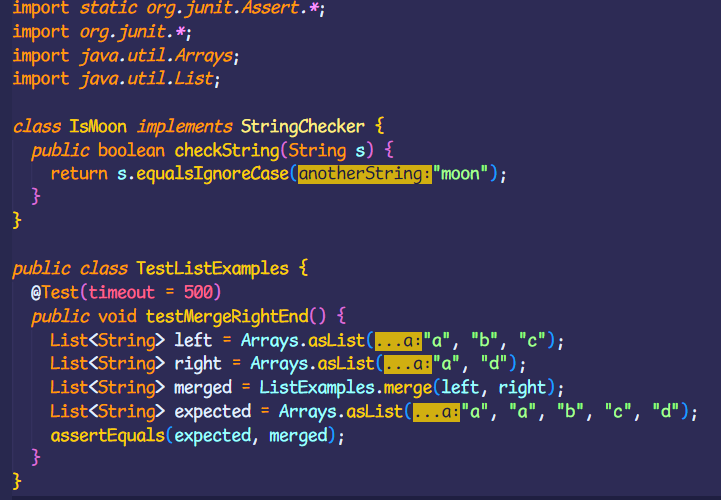 import static org.junit.Assert.*;
import org.junit.*;
import java.util.Arrays;
import java.util.List;

class IsMoon implements StringChecker {
  public boolean checkString(String s) {
    return s.equalsIgnoreCase(anotherString:"moon");
  }
}

public class TestListExamples {
  @Test(timeout = 500)
  public void testMergeRightEnd() {
    List<String> left = Arrays.asList(...a:"a", "b", "c");
    List<String> right = Arrays.asList(...a:"a", "d");
    List<String> merged = ListExamples.merge(left, right);
    List<String> expected = Arrays.asList(...a:"a", "a", "b", "c", "d");
    assertEquals(expected, merged);
  }
}